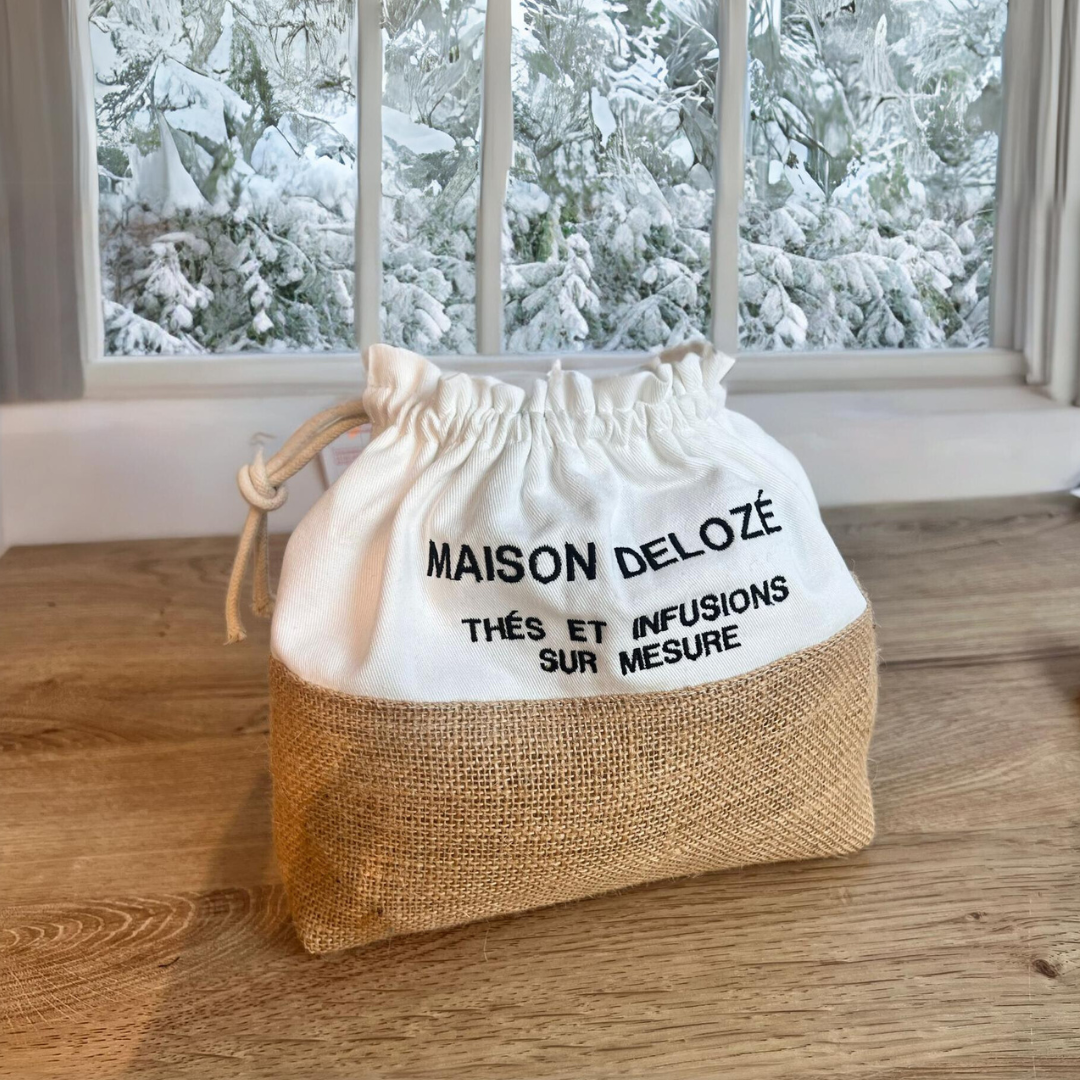 MAISON DELOZÉ
THÉS ET INFUSIONS
SUR MESURE